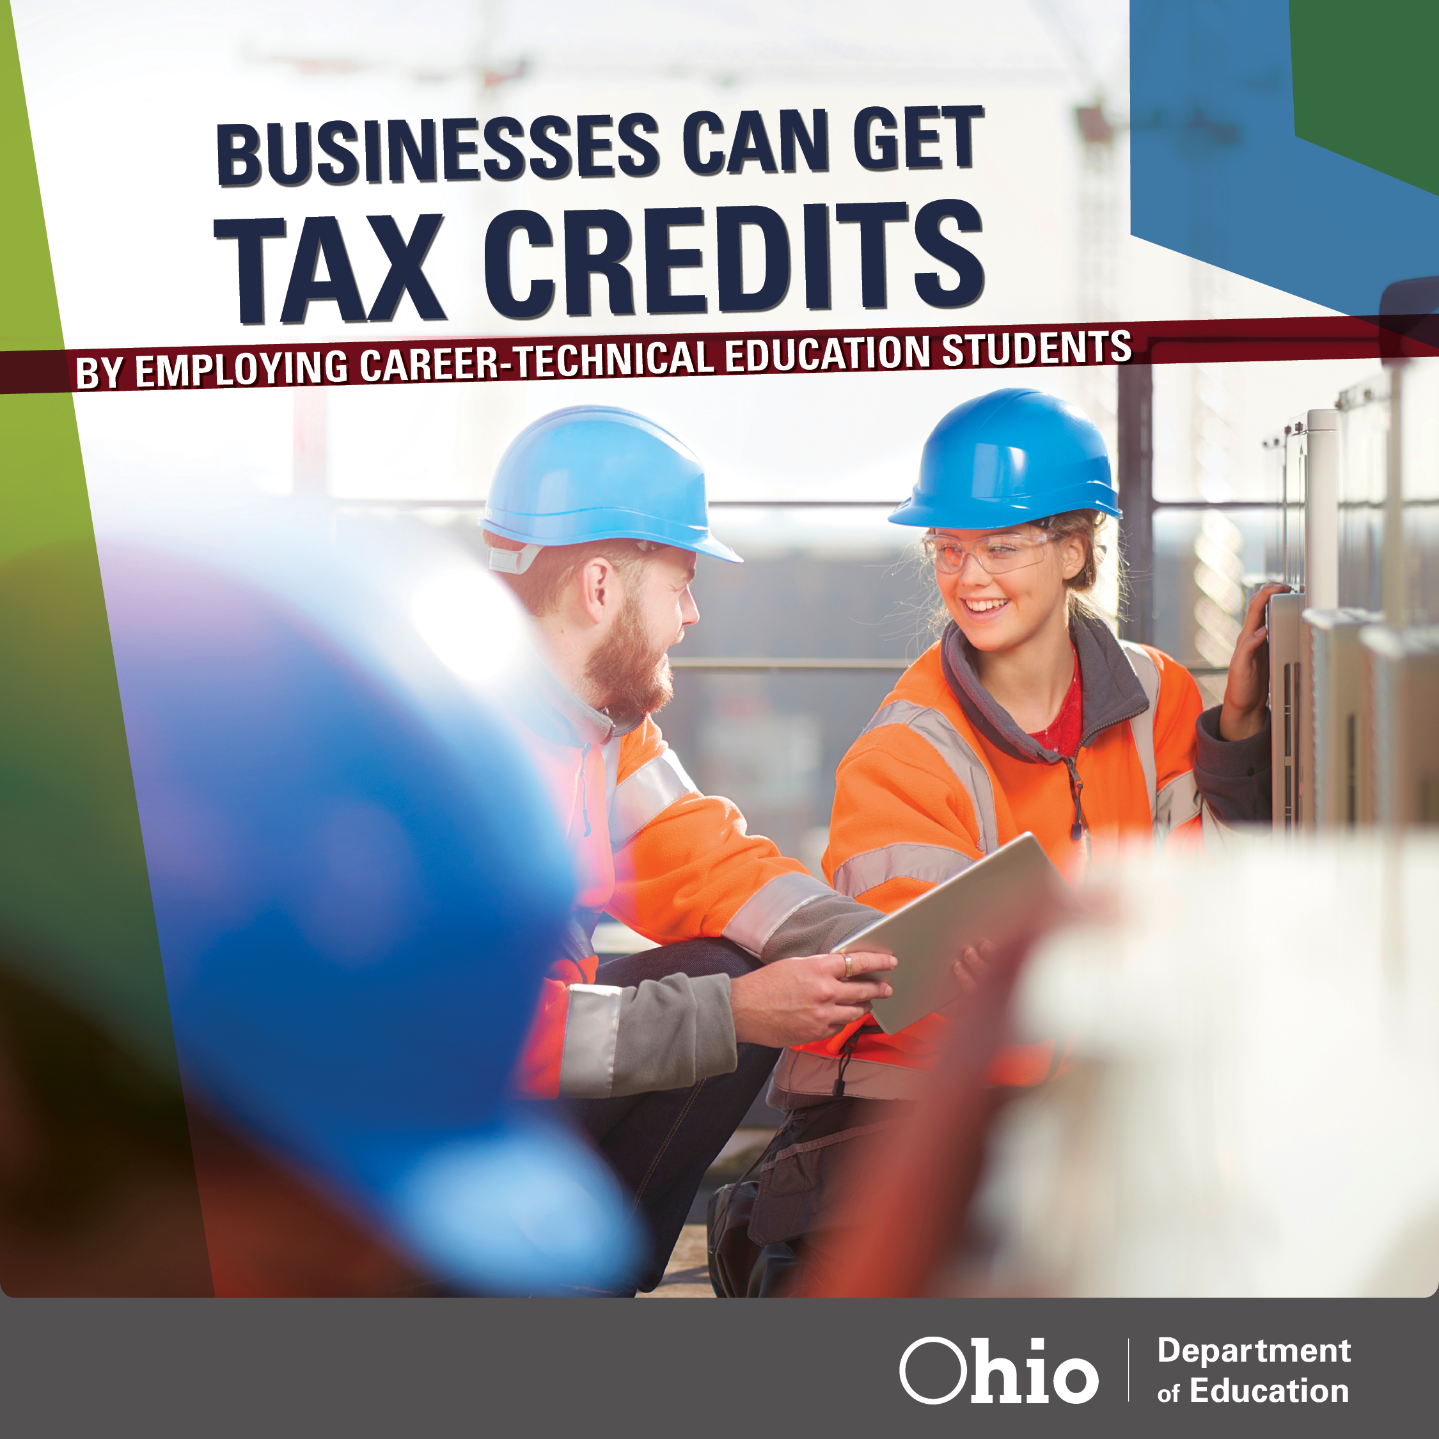 BUSINESSES CAN GET
TAX CREDITS
BY EMPLOYING CAREER-TECHNICAL EDUCATION STUDENTS
Ohio
Department
of Education